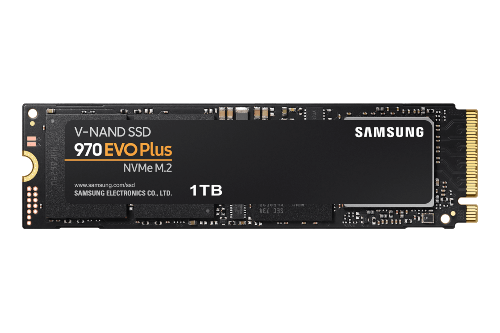 V-NAND SSD
970 EVO Plus
NVMe M.2
www.samsung.com/ssd
SAMSUNG ELECTRONICS CO., LTD.
1TB
SAMSUNG